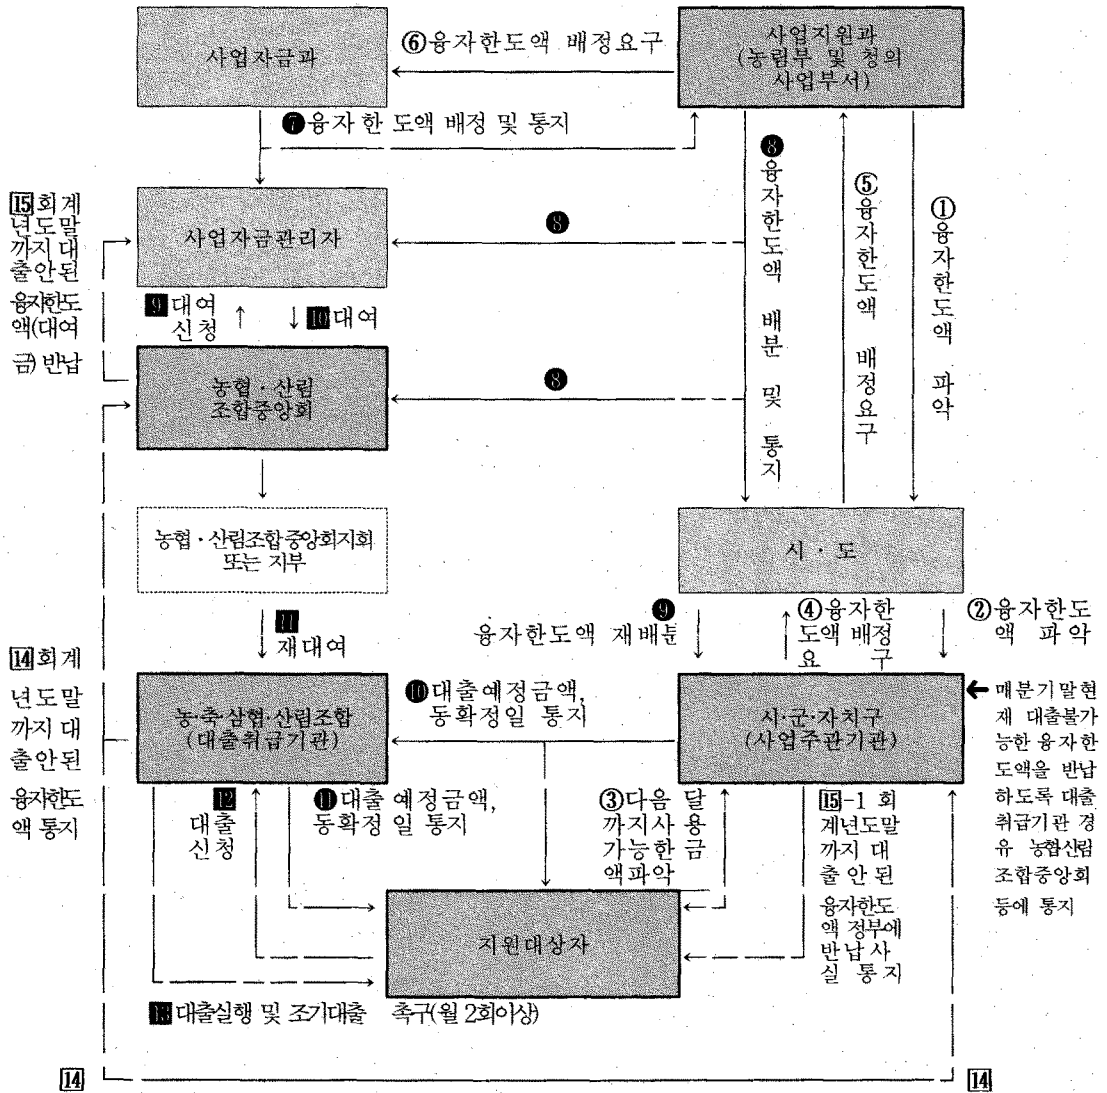 사업자금과
⑥융자한도액 배정요구
사업지원과
(농림부 및 청의
사업부서)
❼융자 한 도액 배정 및 통지
❽융자한도액 배분 및 통지
⑤융자한도액 배정요구
①융자한도액 파악
15회계
년도말
까지 대
출안된
융자한도
액(대여
금) 반납
사업자금관리자
❽
9대여
신청
10대여
농협·산림
조합중앙회
❽
농협·산림조합중앙회지회
또는 지부
시·도
11
재대여
❾
융자한도액 재배분
④융자한
도액 배정
요 구
②융자한도
액 파악
14회계
년도말
까지 대
출안된
융자한도
액 통지
농·축·삼협·산림조합
(대출취급기관)
❿대출예정금액,
동확정일 통지
시·군·자치구
(사업주관기관)
←매분기말현
재 대출불가
능한 융자한
도액을 반납
하도록 대출
취급기관 경
유 농협산림
조합중앙회
등에 통지
12
대출
신청
⓫대출 예정금액,
동확정 일 통지
③다음 달
까지사용
가능한 금
액파악
15-1 회
계년도말
까지 대
출 안된
융자한도
액 정부에
반납사
실 통지
지원대상자
13대출실행 및 조기대출 촉구(월 2회이상)
14
14